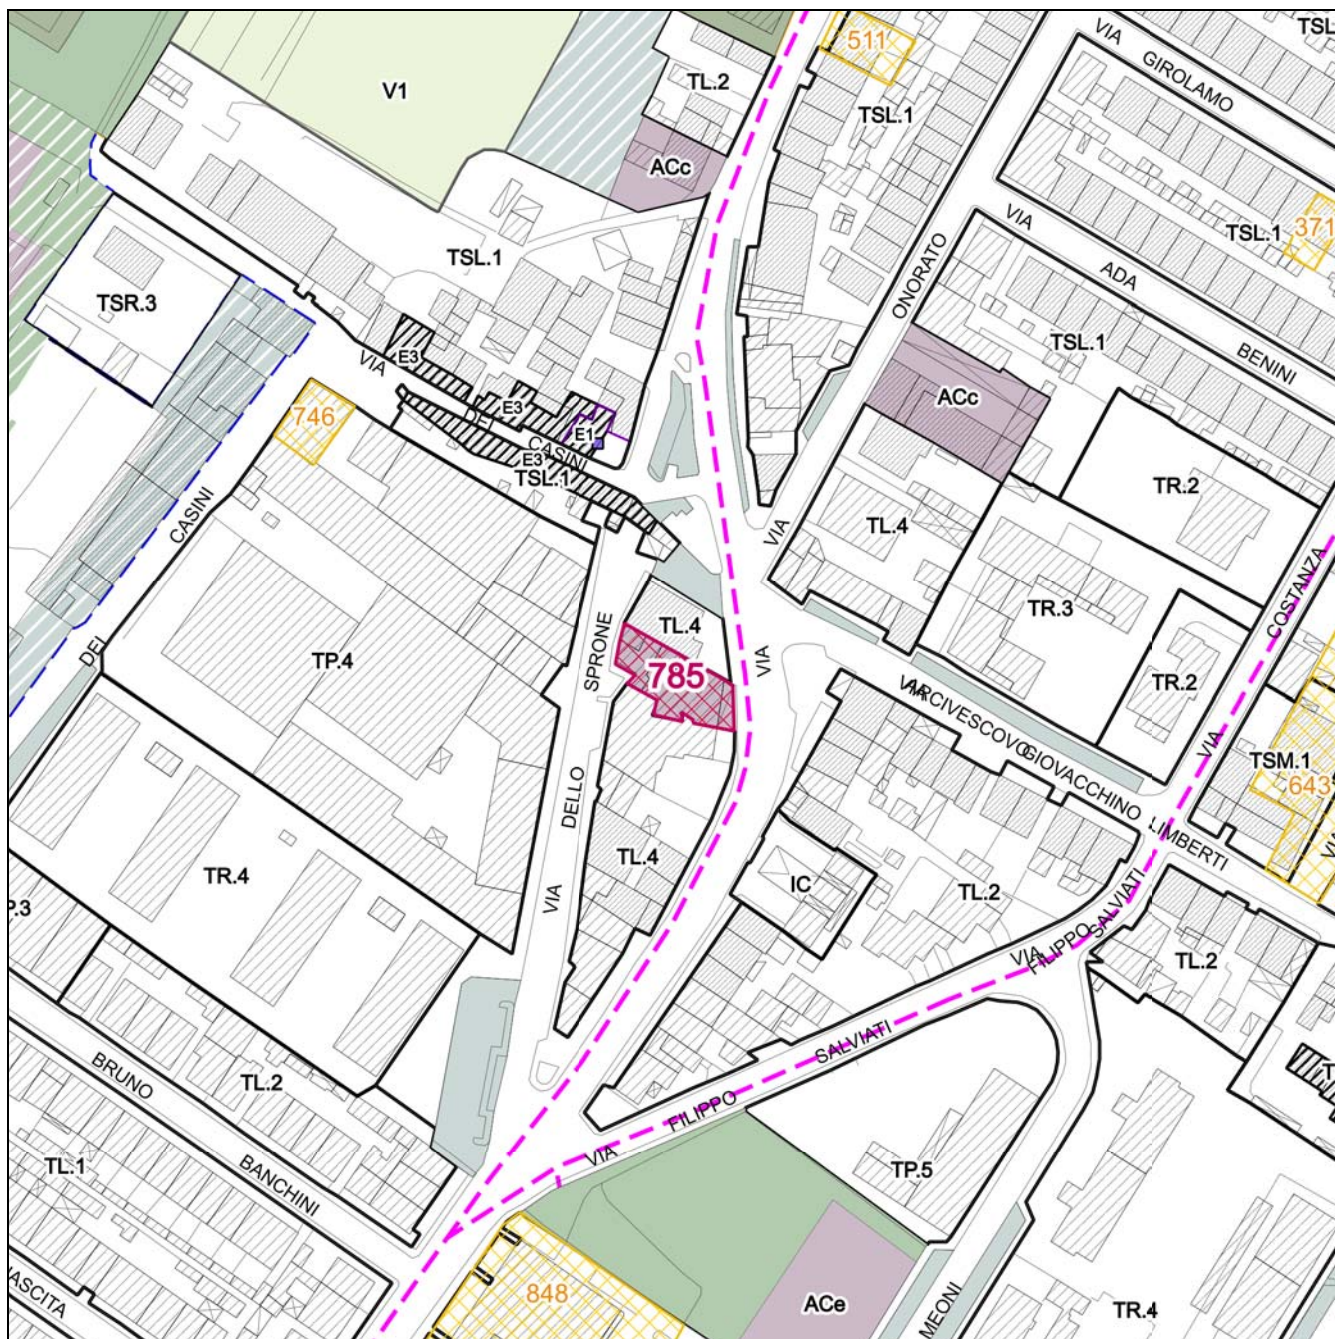 511
TSL
VIA
GIROLAMO
V1
TL.2
TSL.1
ACc
VIA
TSL.1
371
ONORATO
TSL.1
ADA
TSR.3
BENINI
TSL.1
VIA
E3
ACc
746
E3
DEI
E1
CASINI
E3
TSL.1
TR.2
CASINI
TL.4
VIA
COSTANZA
TR.3
SPRONE
TL.4
DEI
TP.4
785
VIA
TR.2
VIA
ARCIVESCOVO
VIA
GIOVACCHINO
TSM.1
643
DELLO
LIMBERTI
TL.4
TR.4
IC
TL.2
VIA
SALVIATI
P.3
VIA
FILIPPO
TL.2
SALVIATI
BRUNO
TL.2
FILIPPO
VIA
BANCHINI
TL.1
TP.5
NASCITA
848
ACe
MEONI
TR.4